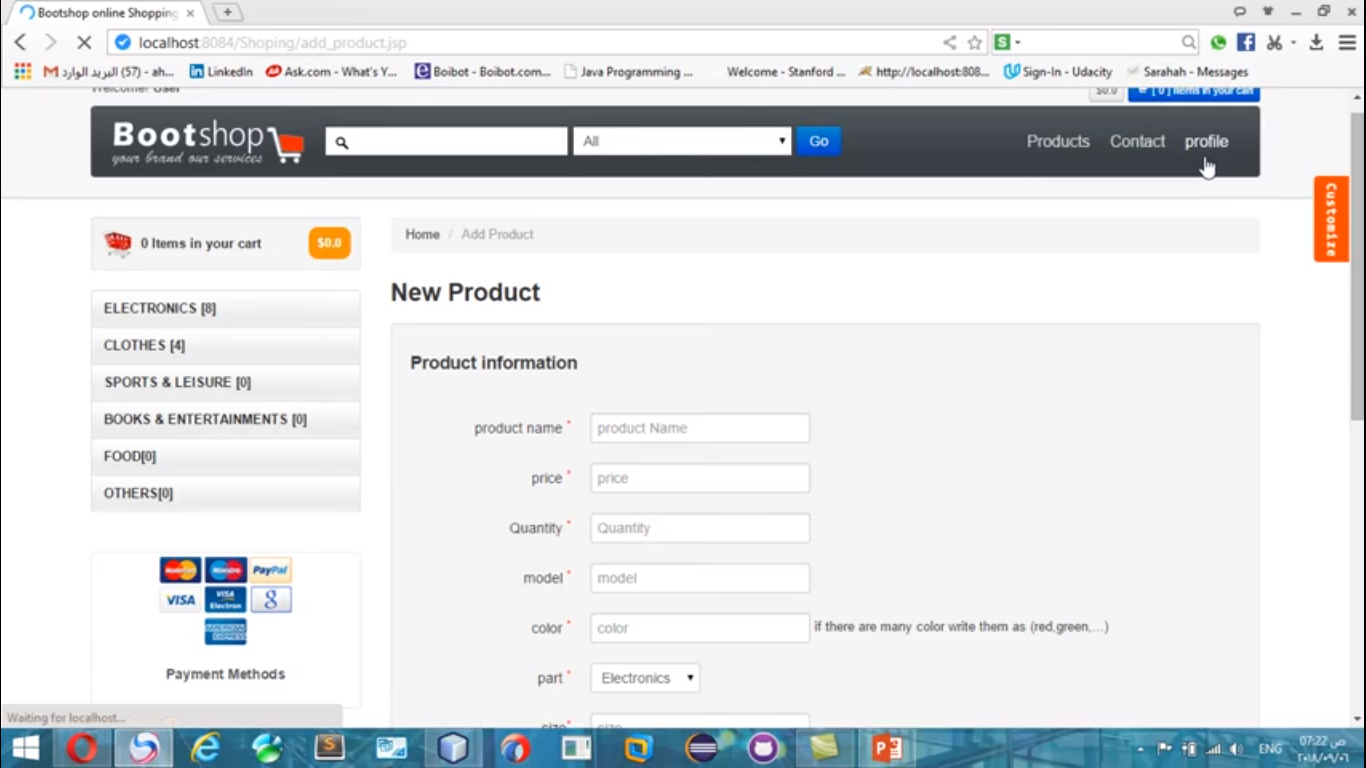 Bootshop online Shopping
localhost:8084/Shoping/add_product.jsp
S
البريد الوارد (57) - ah...
LinkedIn
Ask.com - What's Y...
Boibot - Boibot.com...
Java Programming ...
Welcome - Stanford ...
http://localhost:808...
Sign-In - Udacity
Sarahah - Messages
Welcome! User
$0.0
[ 0 ] Items in your cart
Bootshop
your brand our services
All
Go
Products
Contact
profile
Customize
0 Items in your cart
$0.0
Home / Add Product
ELECTRONICS [8]
CLOTHES [4]
SPORTS & LEISURE [0]
BOOKS & ENTERTAINMENTS [0]
FOOD[0]
OTHERS[0]
New Product
Product information
product name * product Name
price * price
Quantity * Quantity
model * model
color * color if there are many color write them as (red,green,...)
part * Electronics
size* size
MasterCard
Maestro
PayPal
VISA
VISA Electron
8
AMERICAN EXPRESS
Payment Methods
Waiting for localhost...
ENG
07:22 ص
٢٠١٨/٠٩/٠٦